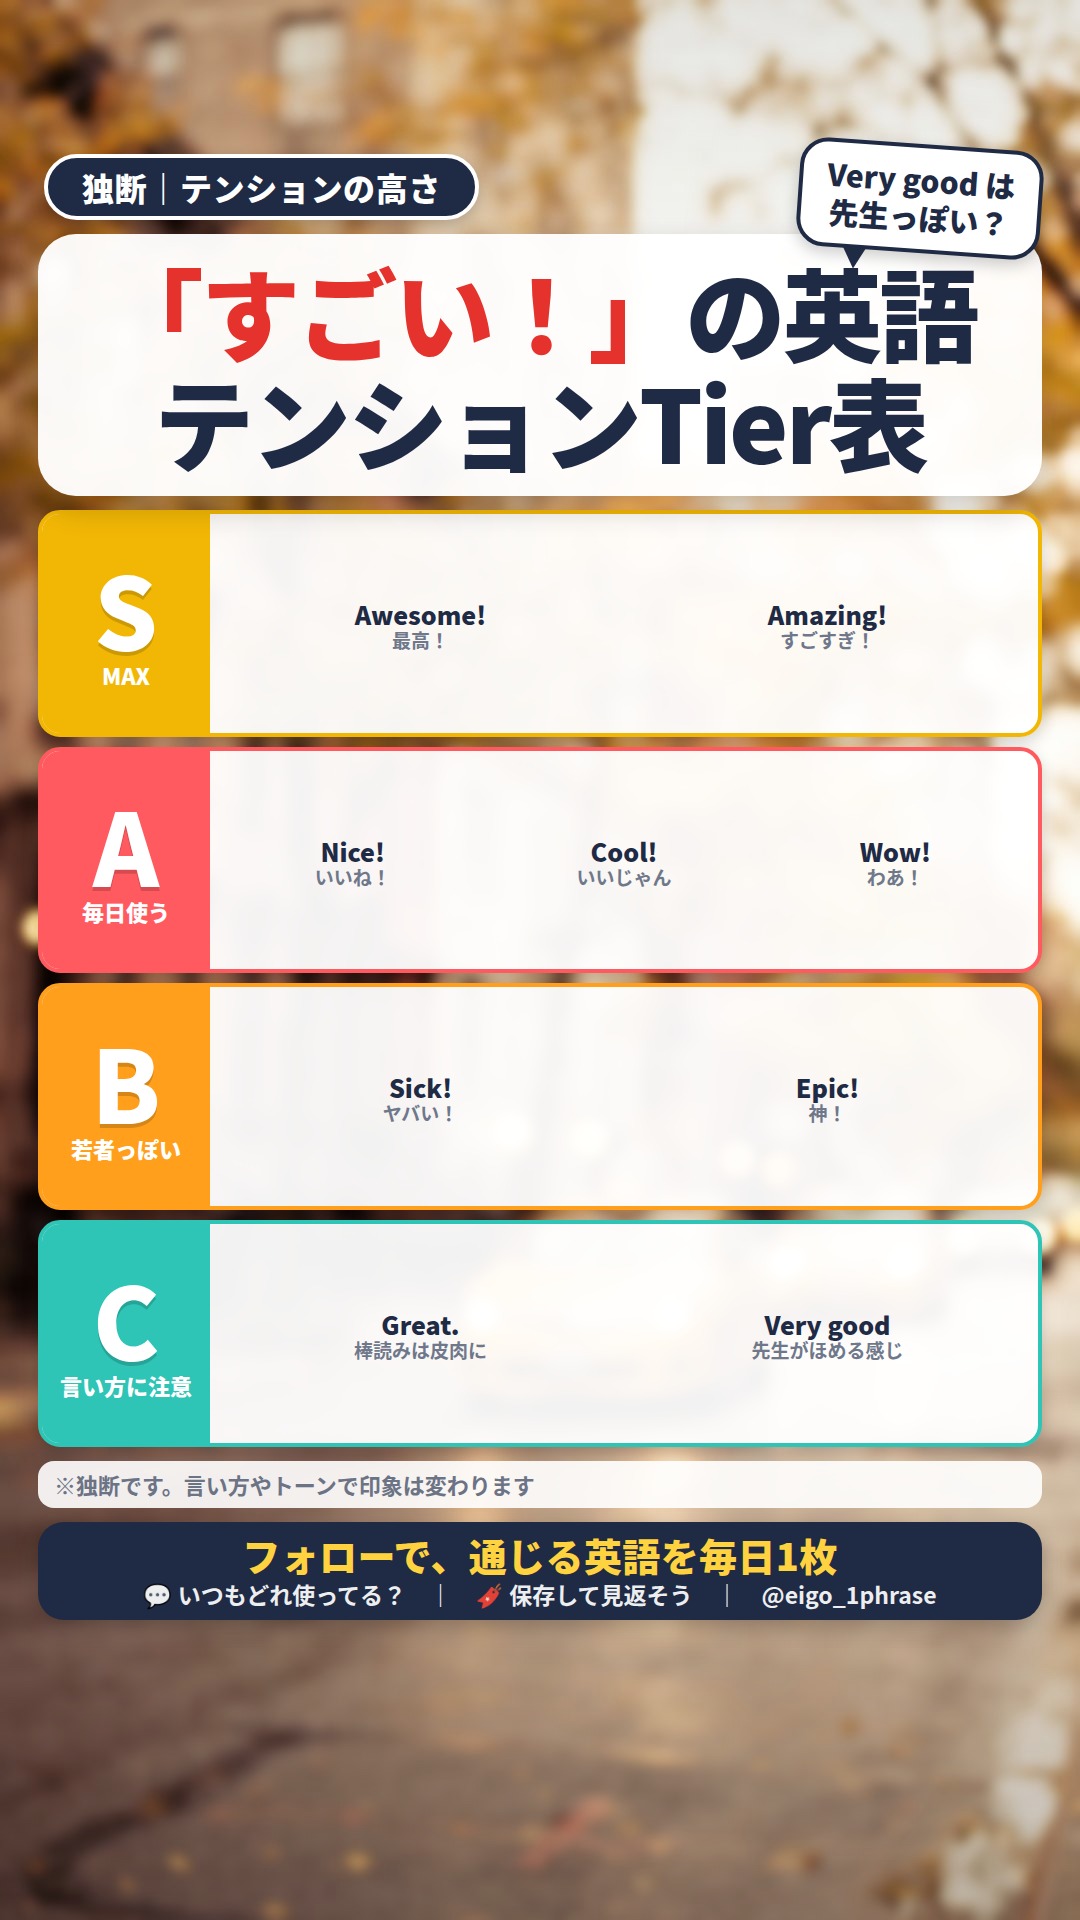 独断｜テンションの高さ
Very good は
先生っぽい？
「すごい！」の英語
テンションTier表
S
MAX
Awesome!
最高！
Amazing!
すごすぎ！
A
毎日使う
Nice!
いいね！
Cool!
いいじゃん
Wow!
わあ！
B
若者っぽい
Sick!
ヤバい！
Epic!
神！
C
言い方に注意
Great.
棒読みは皮肉に
Very good
先生がほめる感じ
※独断です。言い方やトーンで印象は変わります
フォローで、通じる英語を毎日1枚
💬 いつもどれ使ってる？ ｜ 🔖 保存して見返そう ｜ @eigo_1phrase